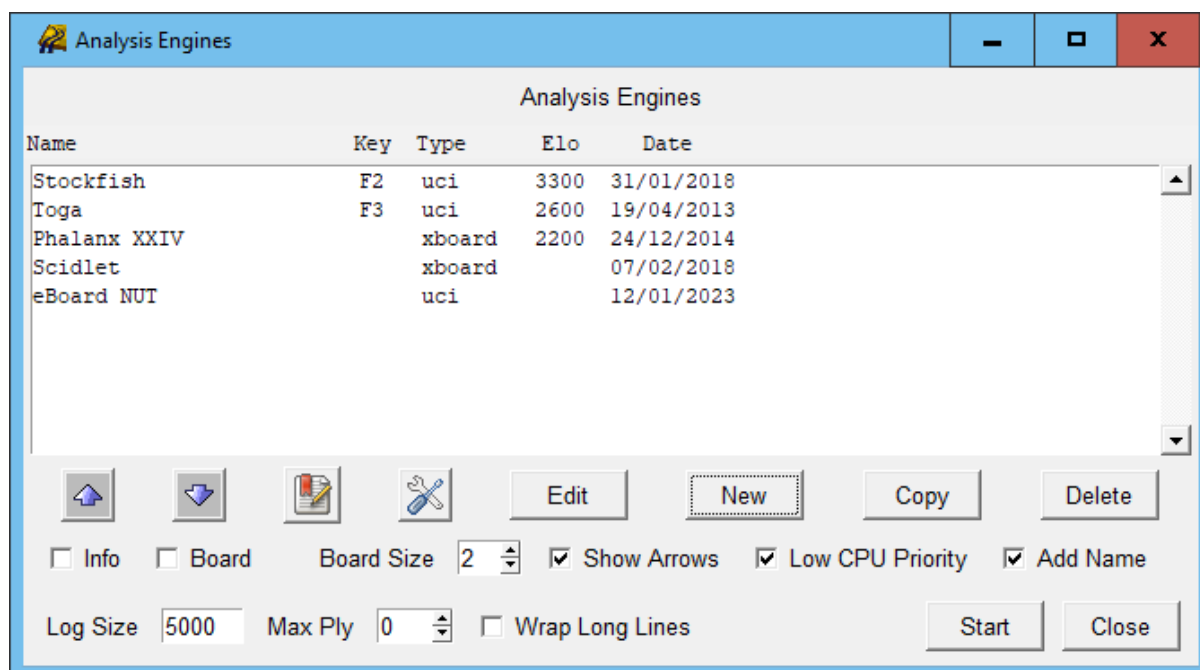 Analysis Engines
Analysis Engines
Name Key Type Elo Date
Stockfish F2 uci 3300 31/01/2018
Toga F3 uci 2600 19/04/2013
Phalanx XXIV xboard 2200 24/12/2014
Scidlet xboard 07/02/2018
eBoard NUT uci 12/01/2023
Edit New Copy Delete
Info Board Board Size 2 Show Arrows Low CPU Priority Add Name
Log Size 5000 Max Ply 0 Wrap Long Lines Start Close